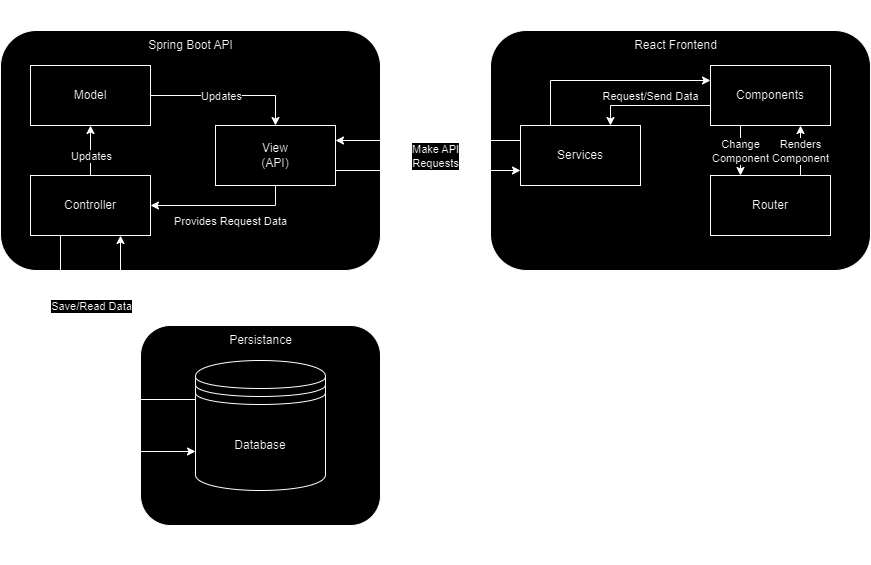 Spring Boot API
React Frontend
Model
Updates
View
(API)
Updates
Controller
Provides Request Data
Make API
Requests
Request/Send Data
Components
Services
Change
Component
Renders
Component
Router
Save/Read Data
Persistance
Database